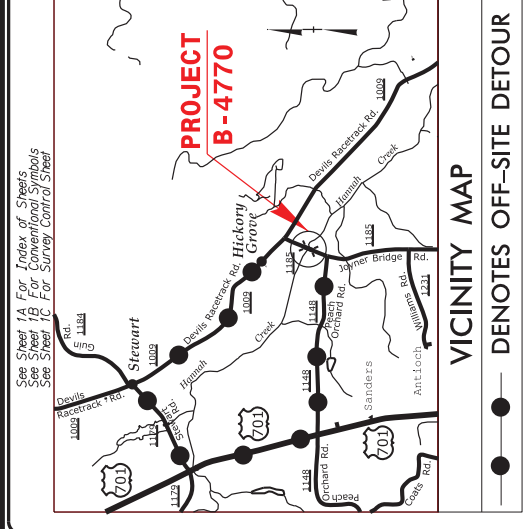 See Sheet 1A For Index of Sheets
See Sheet 1B For Conventional Symbols
See Sheet 1C For Survey Control Sheet
PROJECT
B-4770
1009
Devils Racetrack Rd.
Hannah
Creek
Hickory
Grove
1185
1185
Joyner Bridge
Rd.
Devils Racetrack Rd.
1009
1009
Stewart
Guin
Rd.
1184
Devils
Racetrack
Rd.
1009
Hannah
Creek
Stewart
Rd.
1179
1179
701
701
701
1148
Peach
Orchard Rd.
1148
1148
Orchard Rd.
Peach
Sanders
Antioch
Williams Rd.
1231
Coats
Rd.
VICINITY MAP
DENOTES OFF-SITE DETOUR